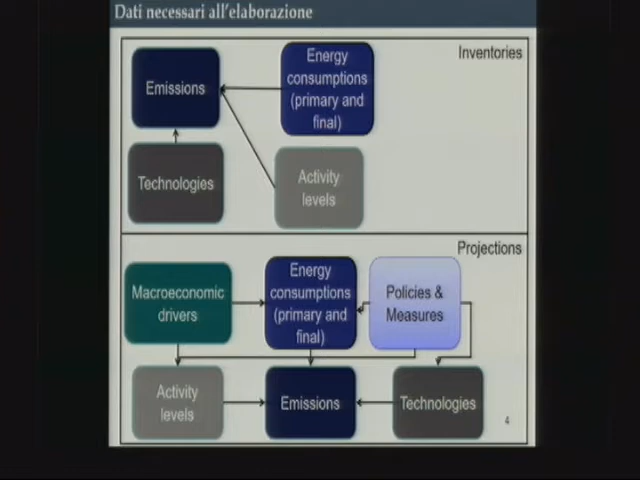 Dati necessari all'elaborazione
Inventories
Emissions
Energy
consumptions
(primary and
final)
Technologies
Activity
levels
Projections
Macroeconomic
drivers
Energy
consumptions
(primary and
final)
Policies &
Measures
Activity
levels
Emissions
Technologies
4